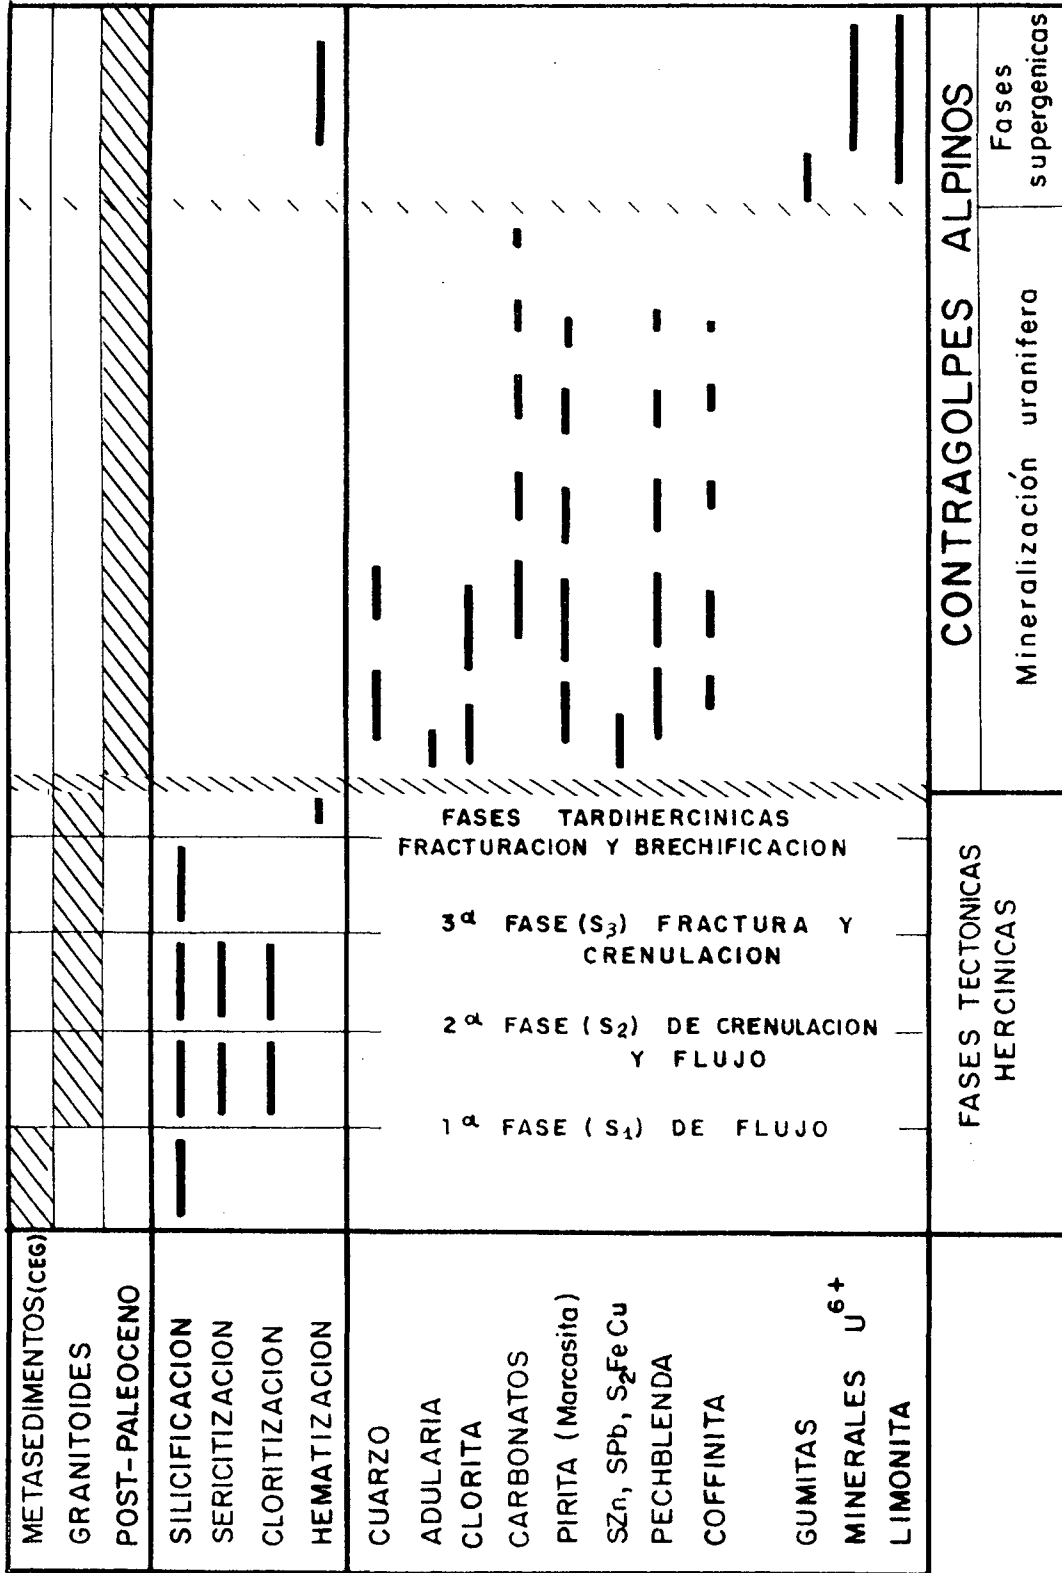 METASEDIMENTOS (CEG)
GRANITOIDES
POST-PALEOCENO
SILICIFICACION
SERICITIZACION
CLORITIZACION
HEMATIZACION
CUARZO
ADULARIA
CLORITA
CARBONATOS
PIRITA (Marcasita)
SZn, SPb, S₂FeCu
PECHBLENDA
COFFINITA
GUMITAS
MINERALES U⁶⁺
LIMONITA
FASES TARDIHERCINICAS
FRACTURACION Y BRECHIFICACION
3ª FASE (S₃) FRACTURA Y
CRENULACION
2ª FASE (S₂) DE CRENULACION
Y FLUJO
1ª FASE (S₁) DE FLUJO
FASES TECTONICAS
HERCINICAS
CONTRAGOLPES ALPINOS
Mineralización uranifera
Fases
supergenicas